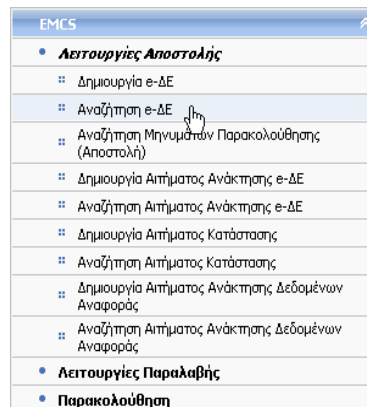 EMCS
Λειτουργίες Αποστολής
Δημιουργία e-ΔΕ
Αναζήτηση e-ΔΕ
Αναζήτηση Μηνυμάτων Παρακολούθησης
(Αποστολή)
Δημιουργία Αιτήματος Ανάκτησης e-ΔΕ
Αναζήτηση Αιτήματος Ανάκτησης e-ΔΕ
Δημιουργία Αιτήματος Κατάστασης
Αναζήτηση Αιτήματος Κατάστασης
Δημιουργία Αιτήματος Ανάκτησης Δεδομένων
Αναφοράς
Αναζήτηση Αιτήματος Ανάκτησης Δεδομένων
Αναφοράς
Λειτουργίες Παραλαβής
Παρακολούθηση